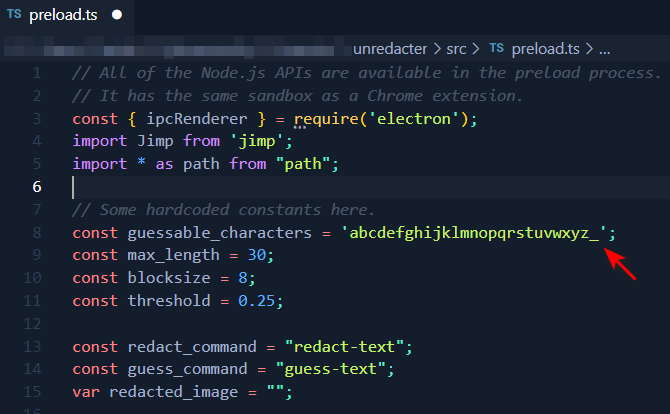 TS preload.ts
unredacter > src > TS preload.ts > ...
1 // All of the Node.js APIs are available in the preload process.
2 // It has the same sandbox as a Chrome extension.
3 const { ipcRenderer } = require('electron');
4 import Jimp from 'jimp';
5 import * as path from "path";
6
7 // Some hardcoded constants here.
8 const guessable_characters = 'abcdefghijklmnopqrstuvwxyz_';
9 const max_length = 30;
10 const blocksize = 8;
11 const threshold = 0.25;
12
13 const redact_command = "redact-text";
14 const guess_command = "guess-text";
15 var redacted_image = "";
16